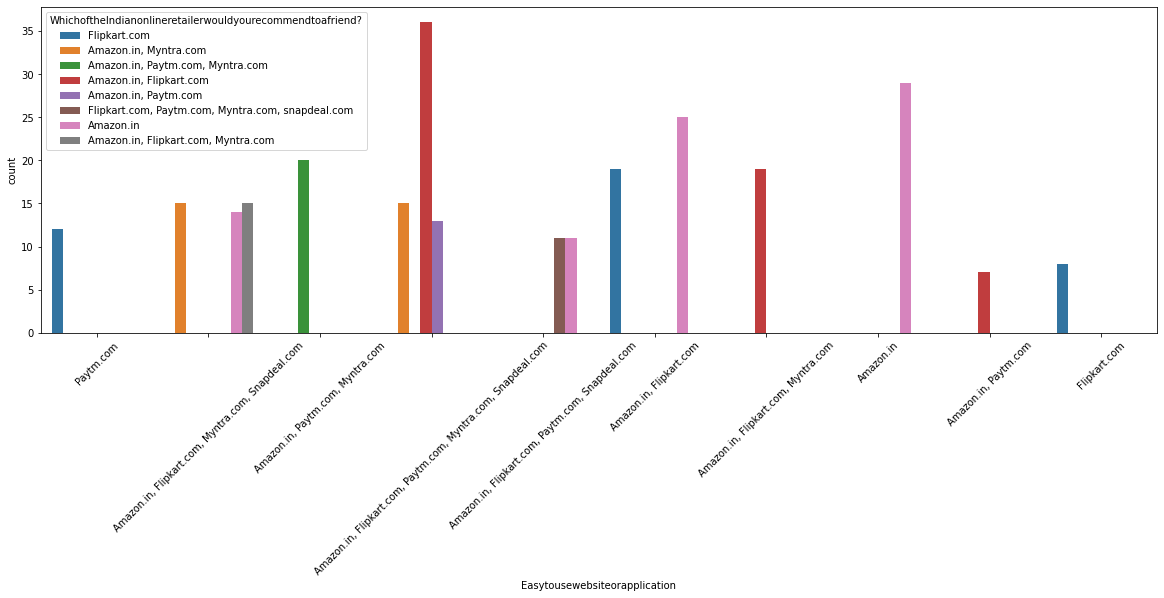 WhichoftheIndianonlineretailerwouldyourecommendtoafriend?
Flipkart.com
Amazon.in, Myntra.com
Amazon.in, Paytm.com, Myntra.com
Amazon.in, Flipkart.com
Amazon.in, Paytm.com
Flipkart.com, Paytm.com, Myntra.com, snapdeal.com
Amazon.in
Amazon.in, Flipkart.com, Myntra.com
35
30
25
20
15
10
5
0
count
Paytm.com
Amazon.in, Flipkart.com, Myntra.com, Snapdeal.com
Amazon.in, Paytm.com, Myntra.com
Amazon.in, Flipkart.com, Paytm.com, Myntra.com, Snapdeal.com
Amazon.in, Flipkart.com, Paytm.com, Snapdeal.com
Amazon.in, Flipkart.com
Amazon.in, Flipkart.com, Myntra.com
Amazon.in
Amazon.in, Paytm.com
Flipkart.com
Easytousewebsiteorapplication